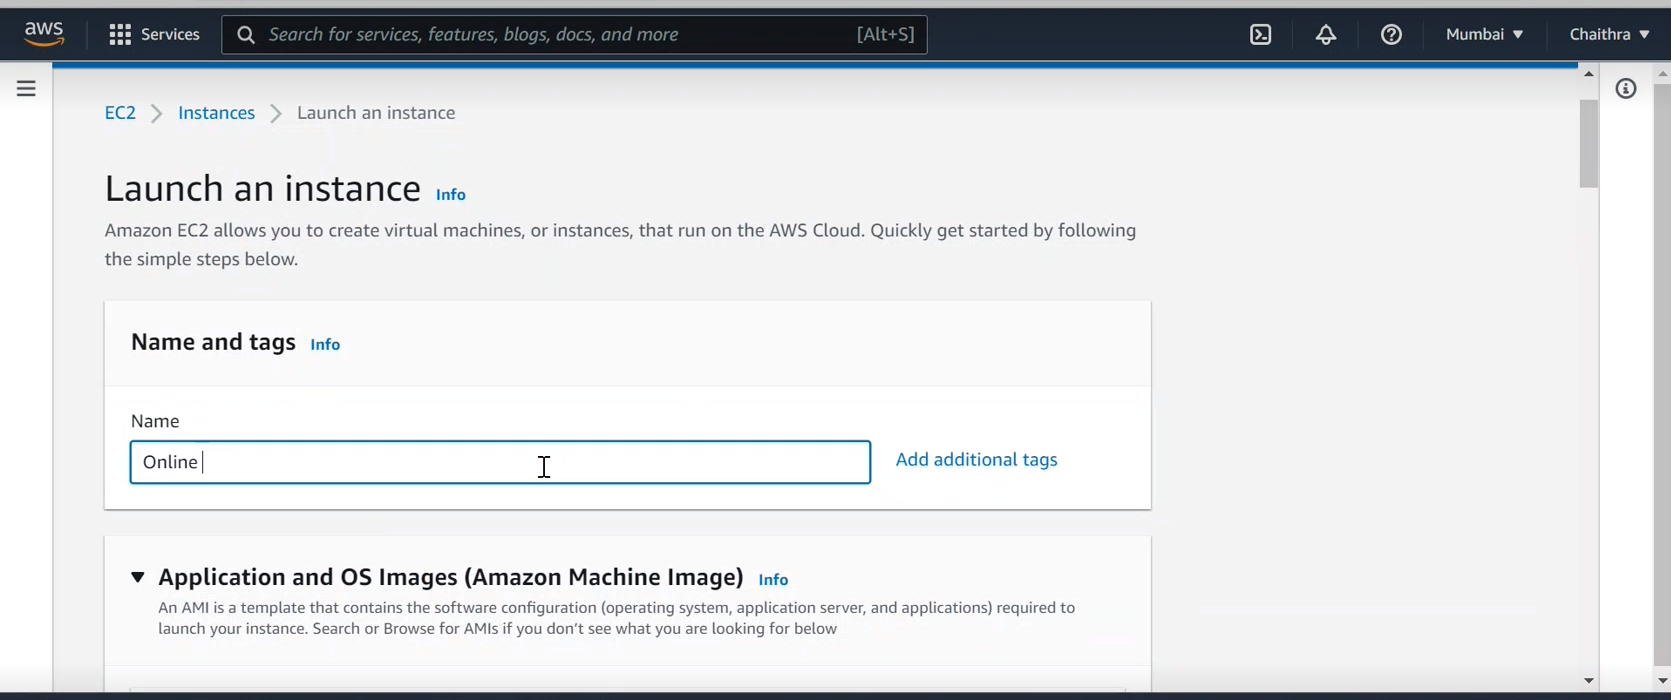 aws Services Search for services, features, blogs, docs, and more [Alt+S] Mumbai ▼ Chaithra ▼
EC2 > Instances > Launch an instance
Launch an instance Info
Amazon EC2 allows you to create virtual machines, or instances, that run on the AWS Cloud. Quickly get started by following
the simple steps below.
Name and tags Info
Name
Online
Add additional tags
▼ Application and OS Images (Amazon Machine Image) Info
An AMI is a template that contains the software configuration (operating system, application server, and applications) required to
launch your instance. Search or Browse for AMIs if you don't see what you are looking for below